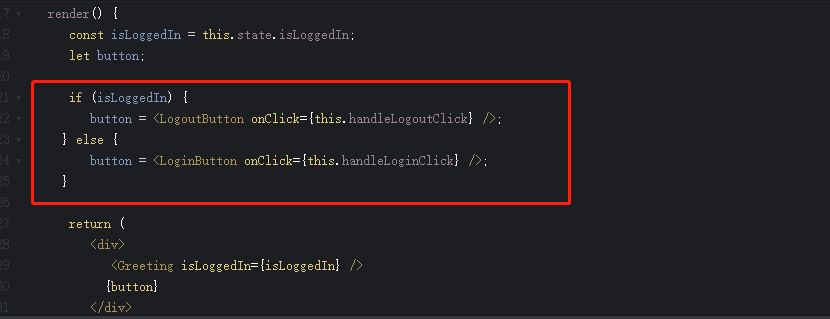 17 render() {
18 const isLoggedIn = this.state.isLoggedIn;
19 let button;
20
21 if (isLoggedIn) {
22 button = <LogoutButton onClick={this.handleLogoutClick} />;
23 } else {
24 button = <LoginButton onClick={this.handleLoginClick} />;
25 }
26
27 return (
28 <div>
29 <Greeting isLoggedIn={isLoggedIn} />
30 {button}
31 </div>